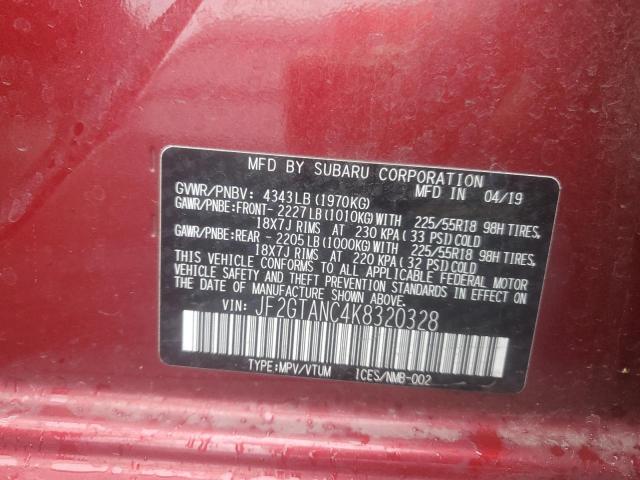 MFD BY SUBARU CORPORATION
GVWR/PNBV: 4343LB (1970KG) MFD IN 04/19
GAWR/PNBE:FRONT- 2227LB (1010KG) WITH 225/55R18 98H TIRES,
18X7J RIMS AT 230 KPA ( 33 PSI) COLD
GAWR/PNBE:REAR - 2205LB (1000KG) WITH 225/55R18 98H TIRES,
18X7J RIMS AT 220 KPA ( 32 PSI) COLD
THIS VEHICLE CONFORMS TO ALL APPLICABLE FEDERAL MOTOR
VEHICLE SAFETY AND THEFT PREVENTION STANDARDS IN EFFECT ON
THE DATE OF MANUFACTURE SHOWN ABOVE.
VIN: JF2GTANC4K8320328
TYPE:MPV/VTUM ICES/NMB-002